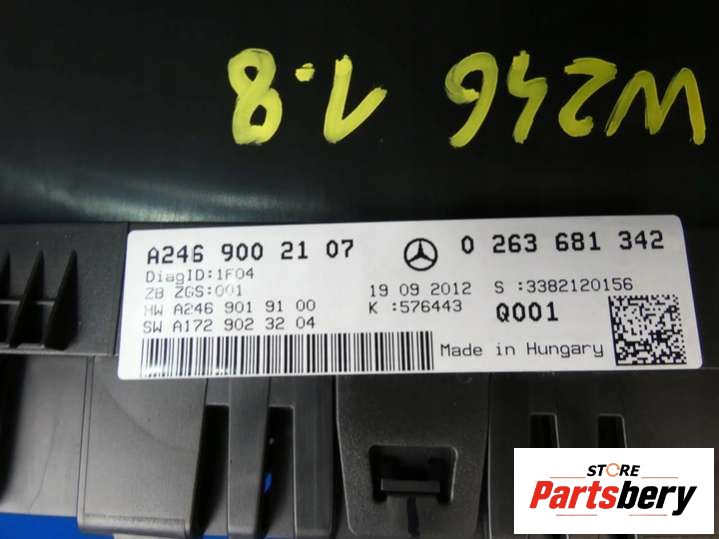 W246 1.8
A246 900 21 07
0 263 681 342
DiagID:1F04
ZB ZGS:001
19 09 2012
S :3382120156
HW A246 901 91 00
K :576443
Q001
SW A172 902 32 04
Made in Hungary
STORE
Partsbery